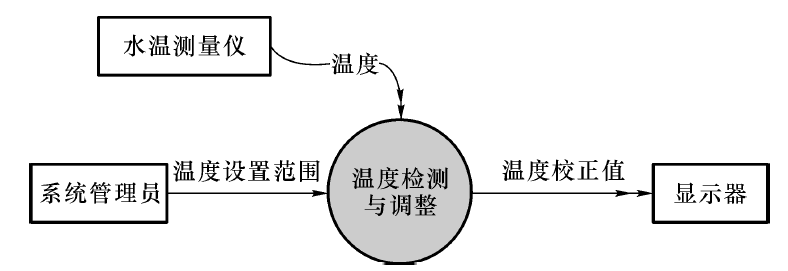 水温测量仪
温度
系统管理员
温度设置范围
温度检测
与调整
温度校正值
显示器